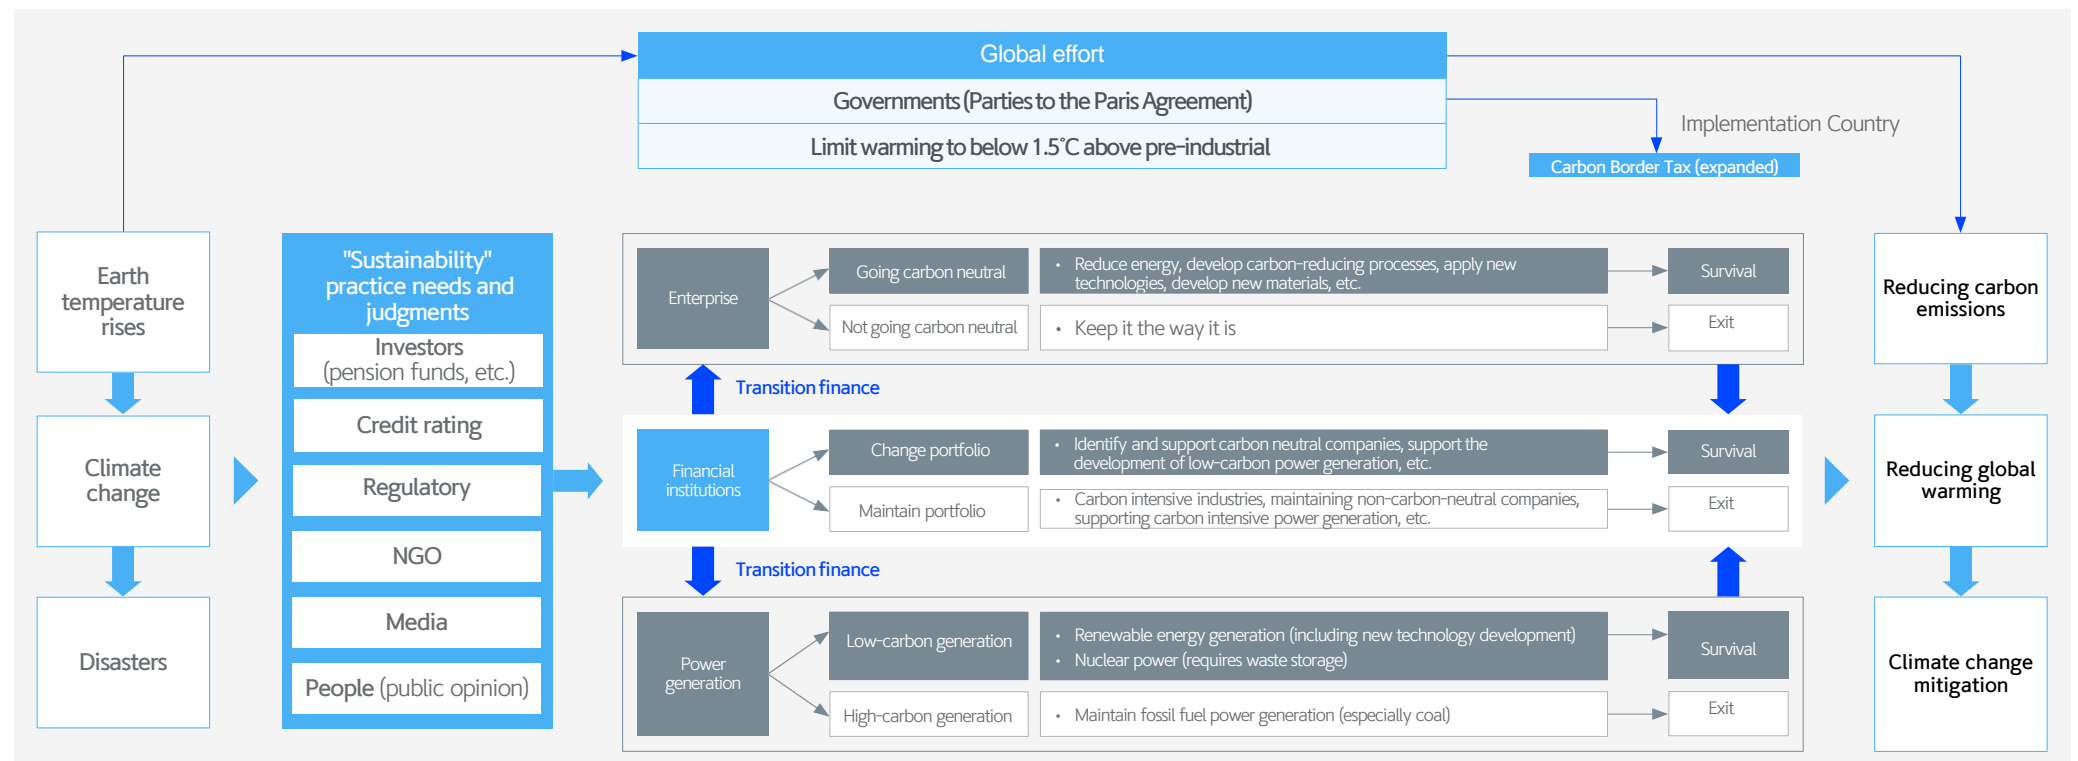 Global effort
Governments (Parties to the Paris Agreement)
Limit warming to below 1.5°C above pre-industrial
Implementation Country
Carbon Border Tax (expanded)
Earth
temperature
rises
Climate
change
Disasters
"Sustainability"
practice needs and
judgments
Investors
(pension funds, etc.)
Credit rating
Regulatory
NGO
Media
People (public opinion)
Enterprise
Going carbon neutral
• Reduce energy, develop carbon-reducing processes, apply new
technologies, develop new materials, etc.
Survival
Not going carbon neutral
• Keep it the way it is
Exit
Transition finance
Financial
institutions
Change portfolio
• Identify and support carbon neutral companies, support the
development of low-carbon power generation, etc.
Survival
Maintain portfolio
• Carbon intensive industries, maintaining non-carbon-neutral companies,
supporting carbon intensive power generation, etc.
Exit
Transition finance
Power
generation
Low-carbon generation
• Renewable energy generation (including new technology development)
• Nuclear power (requires waste storage)
Survival
High-carbon generation
• Maintain fossil fuel power generation (especially coal)
Exit
Reducing carbon
emissions
Reducing global
warming
Climate change
mitigation